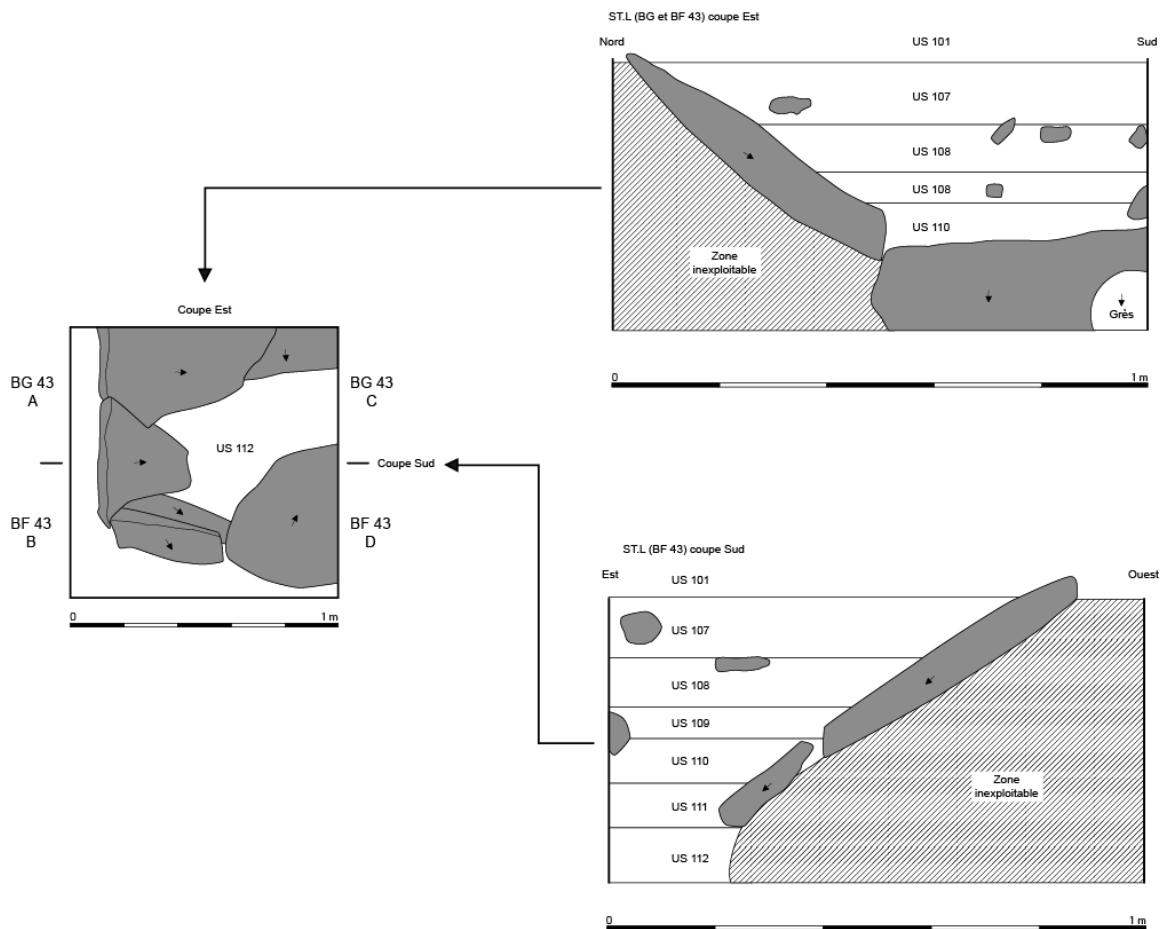 ST.L (BG et BF 43) coupe Est
Nord
US 101
Sud
US 107
US 108
US 108
US 110
Zone
inexploitable
Grès
0
1 m
Coupe Est
BG 43
A
BG 43
C
US 112
Coupe Sud
BF 43
B
BF 43
D
0
1 m
ST.L (BF 43) coupe Sud
Est
US 101
Ouest
US 107
US 108
US 109
US 110
Zone
inexploitable
US 111
US 112
0
1 m